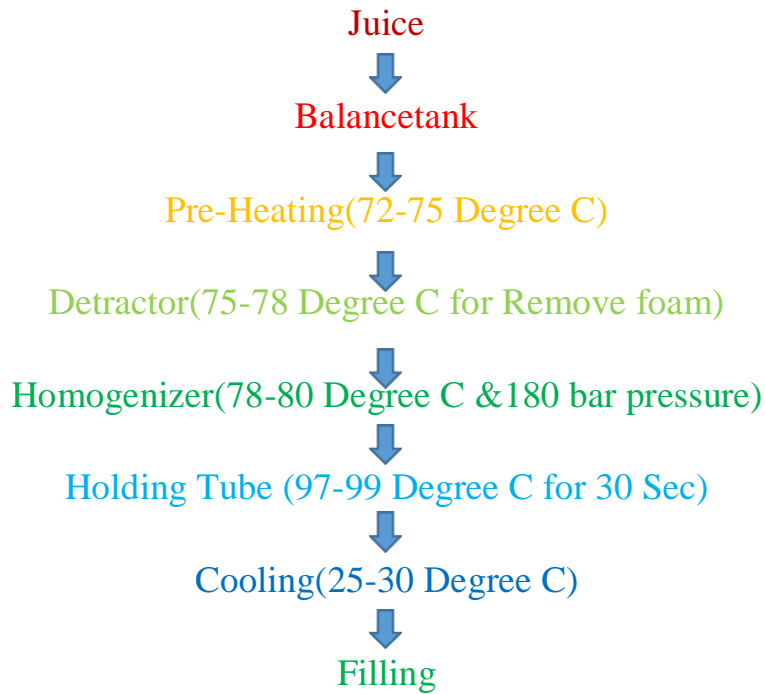 Juice
Balancetank
Pre-Heating(72-75 Degree C)
Detractor(75-78 Degree C for Remove foam)
Homogenizer(78-80 Degree C &180 bar pressure)
Holding Tube (97-99 Degree C for 30 Sec)
Cooling(25-30 Degree C)
Filling